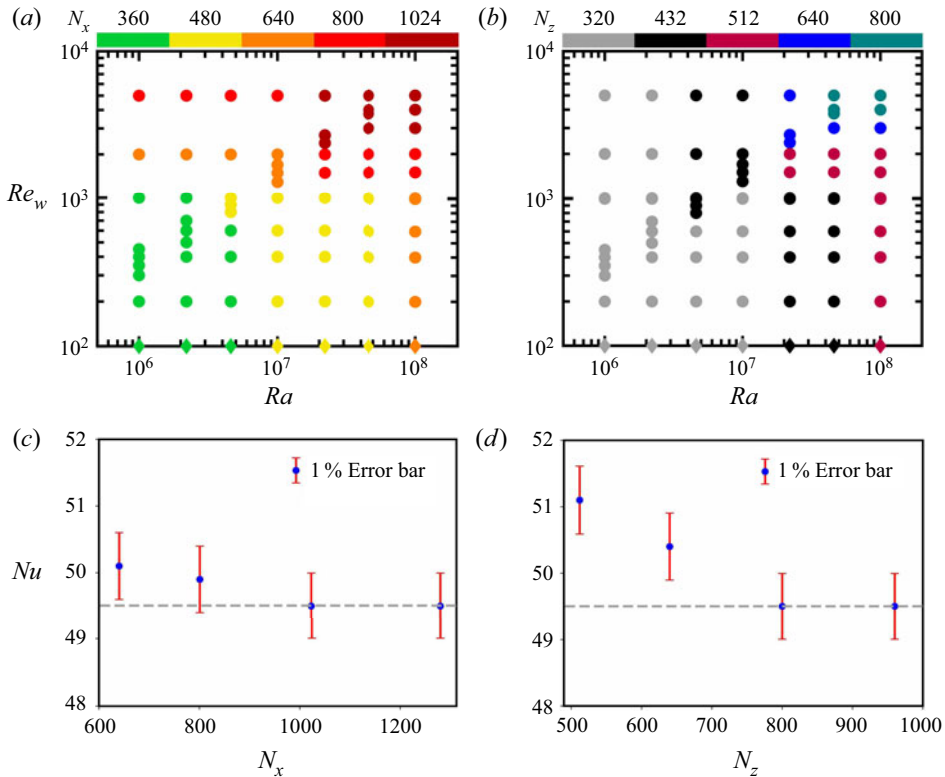 (a) N_x 360 480 640 800 1024
(b) N_z 320 432 512 640 800
10^4 10^4
Re_w 10^3 10^3
10^2 10^2
10^6 10^7 10^8 10^6 10^7 10^8
Ra Ra
(c) (d)
52 52
1 % Error bar 1 % Error bar
51 51
Nu 50 50
49 49
48 48
600 800 1000 1200 500 600 700 800 900 1000
N_x N_z